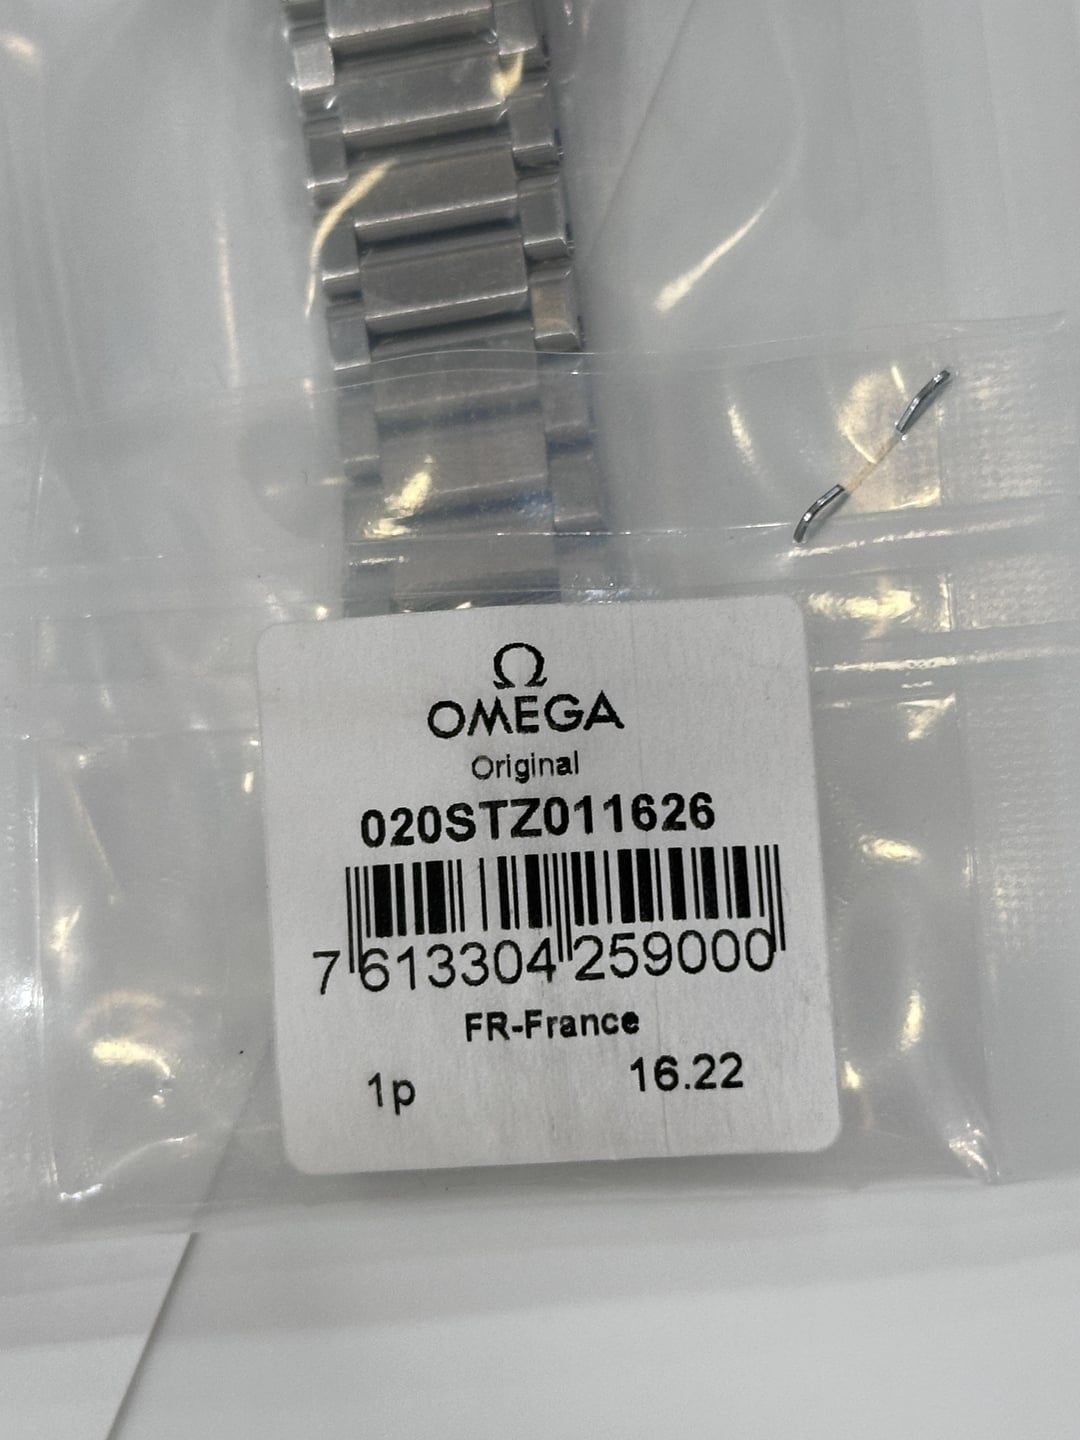 Ω
OMEGA
Original
020STZ011626
7 613304 259000
FR-France
1p 16.22